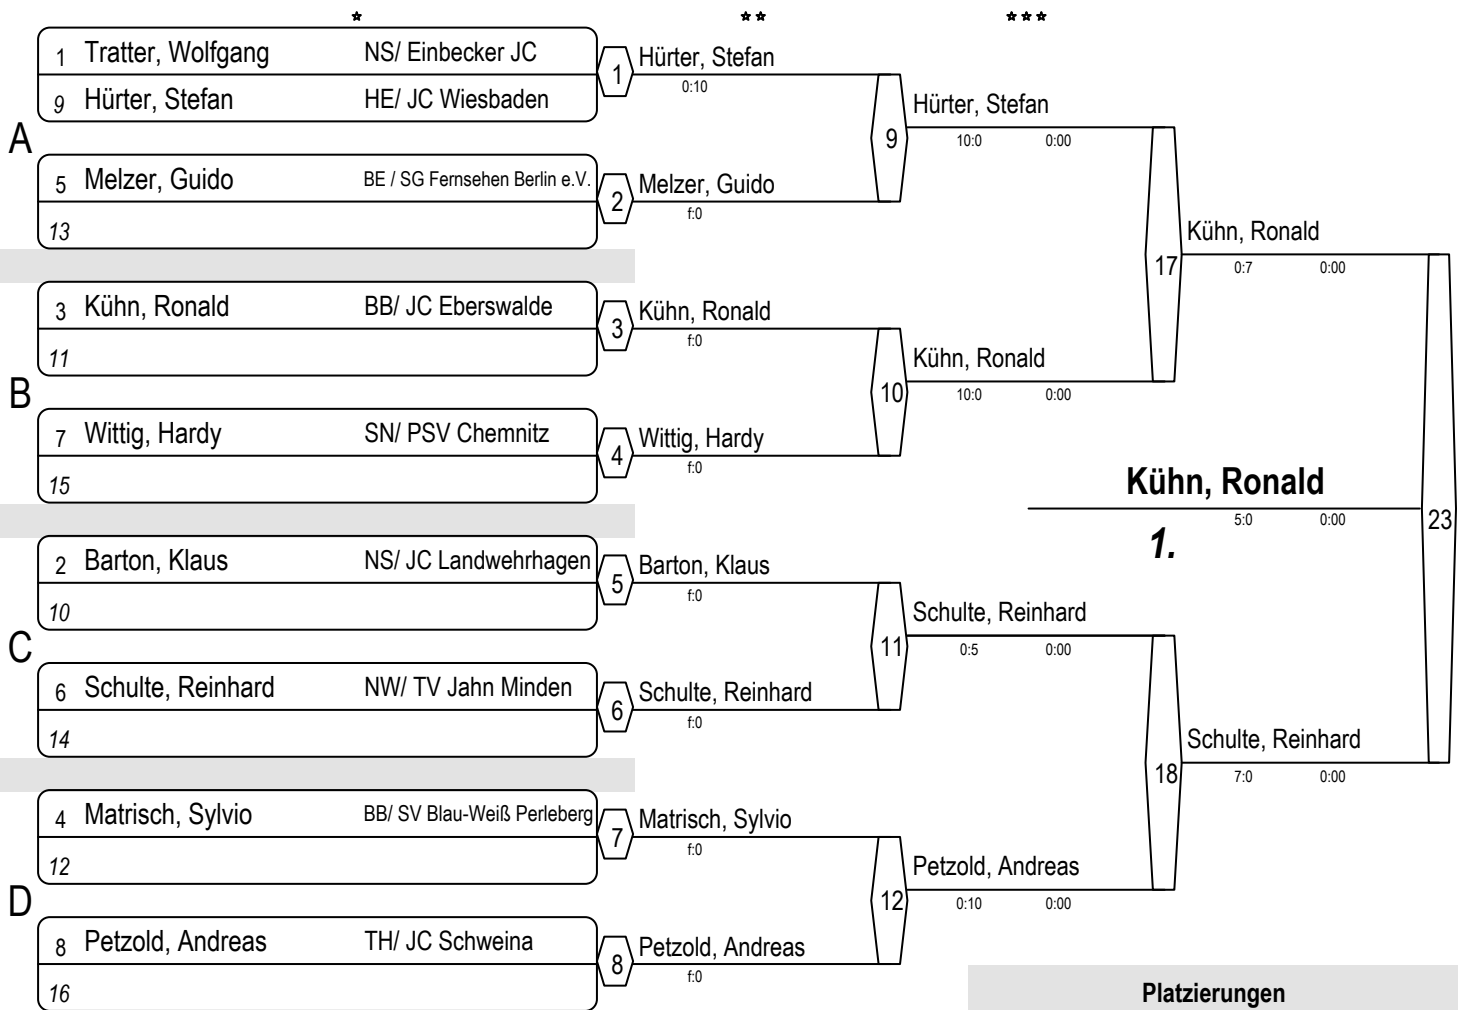 * ** ***
1 Tratter, Wolfgang NS/ Einbecker JC
9 Hürter, Stefan HE/ JC Wiesbaden
A
5 Melzer, Guido BE / SG Fernsehen Berlin e.V.
13
3 Kühn, Ronald BB/ JC Eberswalde
11
B
7 Wittig, Hardy SN/ PSV Chemnitz
15
2 Barton, Klaus NS/ JC Landwehrhagen
10
C
6 Schulte, Reinhard NW/ TV Jahn Minden
14
4 Matrisch, Sylvio BB/ SV Blau-Weiß Perleberg
12
D
8 Petzold, Andreas TH/ JC Schweina
16
1 Hürter, Stefan
0:10
2 Melzer, Guido
f:0
3 Kühn, Ronald
f:0
4 Wittig, Hardy
f:0
5 Barton, Klaus
f:0
6 Schulte, Reinhard
f:0
7 Matrisch, Sylvio
f:0
8 Petzold, Andreas
f:0
9 Hürter, Stefan
10:0 0:00
10 Kühn, Ronald
10:0 0:00
11 Schulte, Reinhard
0:5 0:00
12 Petzold, Andreas
0:10 0:00
17 Kühn, Ronald
0:7 0:00
18 Schulte, Reinhard
7:0 0:00
Kühn, Ronald
23
5:0 0:00
1.
Platzierungen